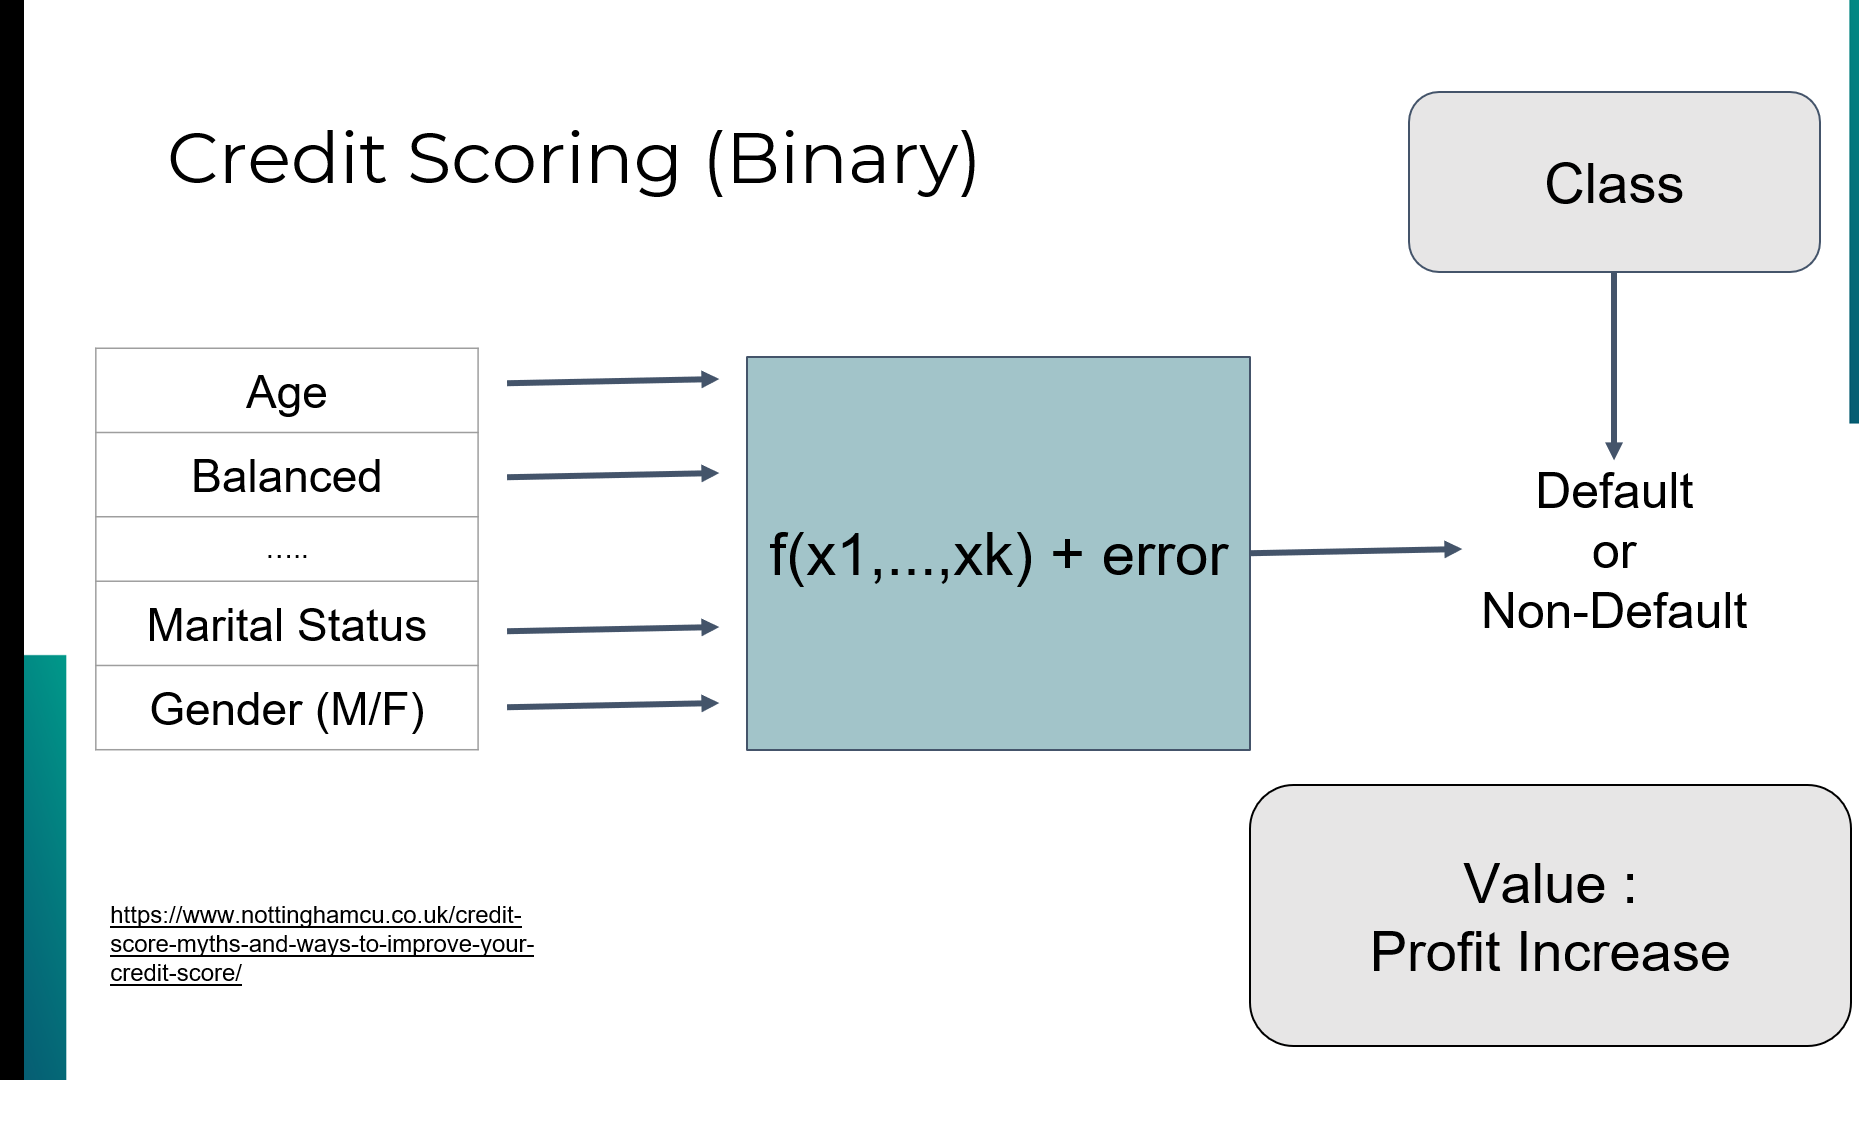 Credit Scoring (Binary)
Class
Age
Balanced
.....
Marital Status
Gender (M/F)
f(x1,...,xk) + error
Default
or
Non-Default
Value :
Profit Increase
https://www.nottinghamcu.co.uk/credit-
score-myths-and-ways-to-improve-your-
credit-score/